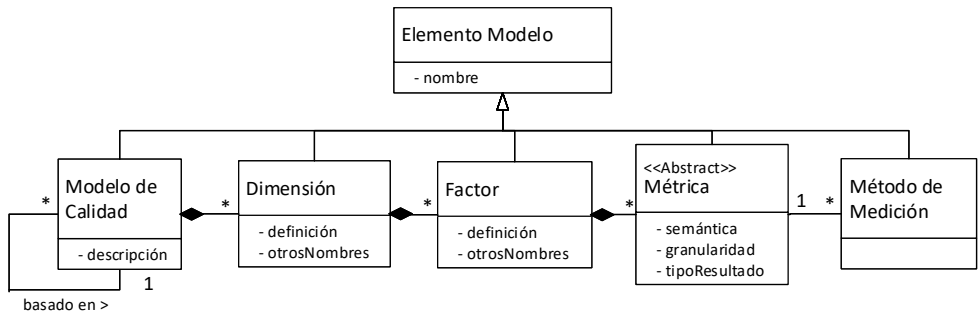 Elemento Modelo
- nombre
Modelo de
Calidad
- descripción
*
1
basado en >
*
Dimensión
- definición
- otrosNombres
*
Factor
- definición
- otrosNombres
*
<<Abstract>>
Métrica
- semántica
- granularidad
- tipoResultado
1
*
Método de
Medición